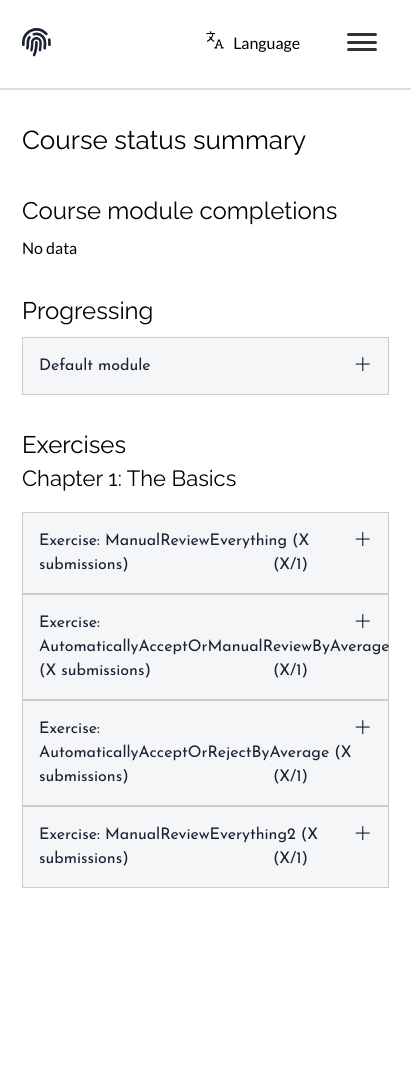 Language
Course status summary
Course module completions
No data
Progressing
Default module
Exercises
Chapter 1: The Basics
Exercise: ManualReviewEverything (X
submissions) (X/1)
Exercise:
AutomaticallyAcceptOrManualReviewByAverage
(X submissions) (X/1)
Exercise:
AutomaticallyAcceptOrRejectByAverage (X
submissions) (X/1)
Exercise: ManualReviewEverything2 (X
submissions) (X/1)